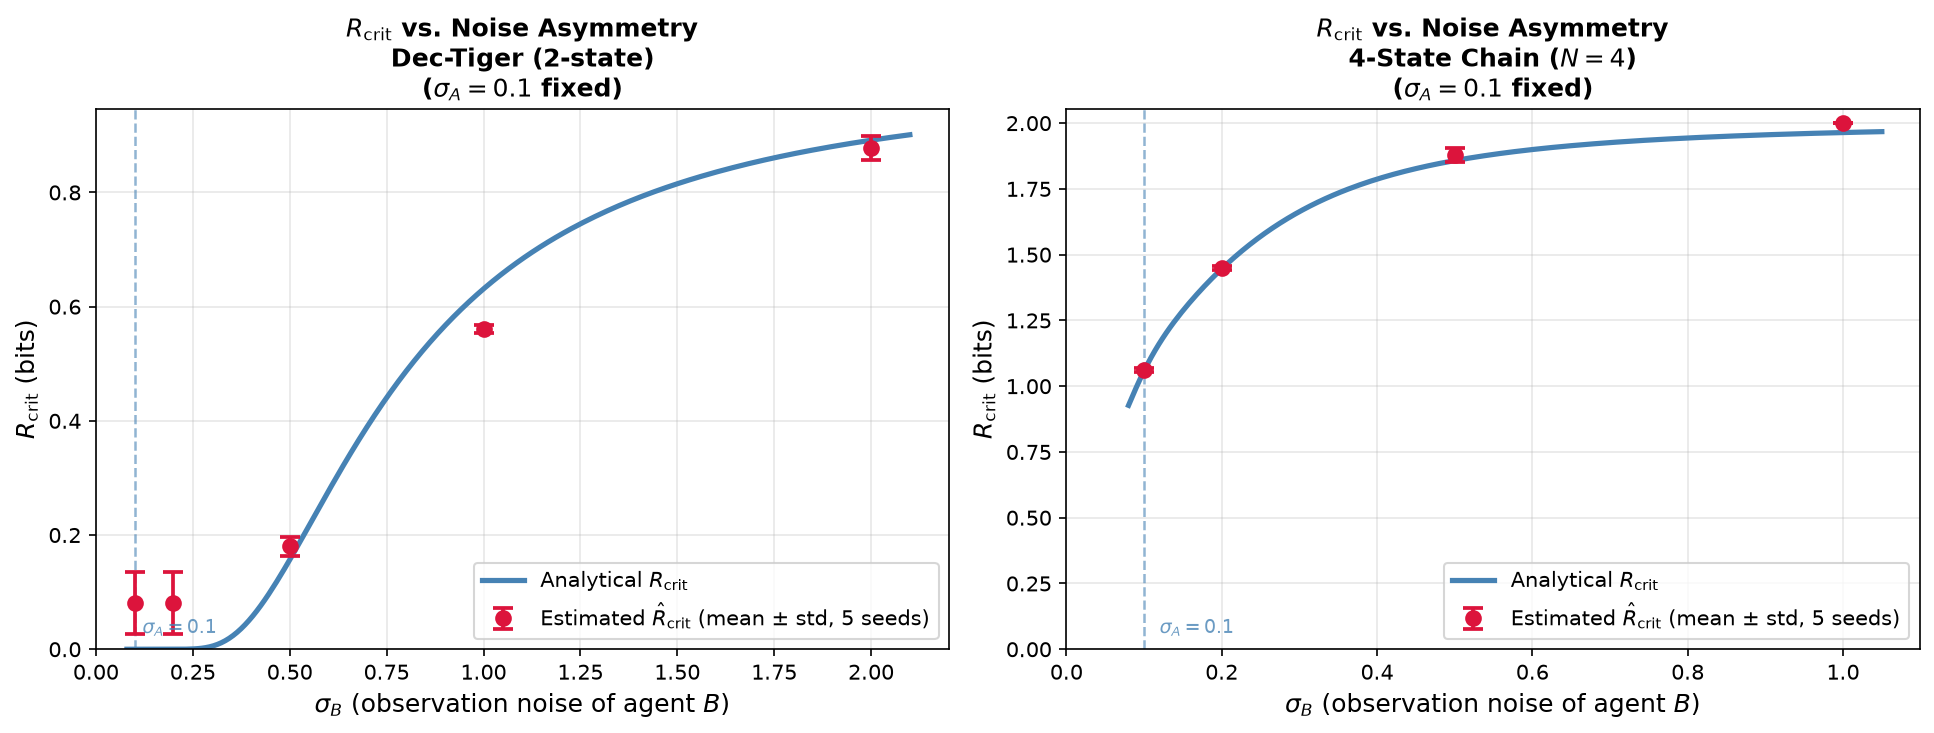 R_crit vs. Noise Asymmetry
Dec-Tiger (2-state)
(σ_A = 0.1 fixed)
R_crit (bits)
0.8
0.6
0.4
0.2
0.0
σ_A = 0.1
Analytical R_crit
Estimated R̂_crit (mean ± std, 5 seeds)
0.00 0.25 0.50 0.75 1.00 1.25 1.50 1.75 2.00
σ_B (observation noise of agent B)
R_crit vs. Noise Asymmetry
4-State Chain (N = 4)
(σ_A = 0.1 fixed)
R_crit (bits)
2.00
1.75
1.50
1.25
1.00
0.75
0.50
0.25
0.00
σ_A = 0.1
Analytical R_crit
Estimated R̂_crit (mean ± std, 5 seeds)
0.0 0.2 0.4 0.6 0.8 1.0
σ_B (observation noise of agent B)